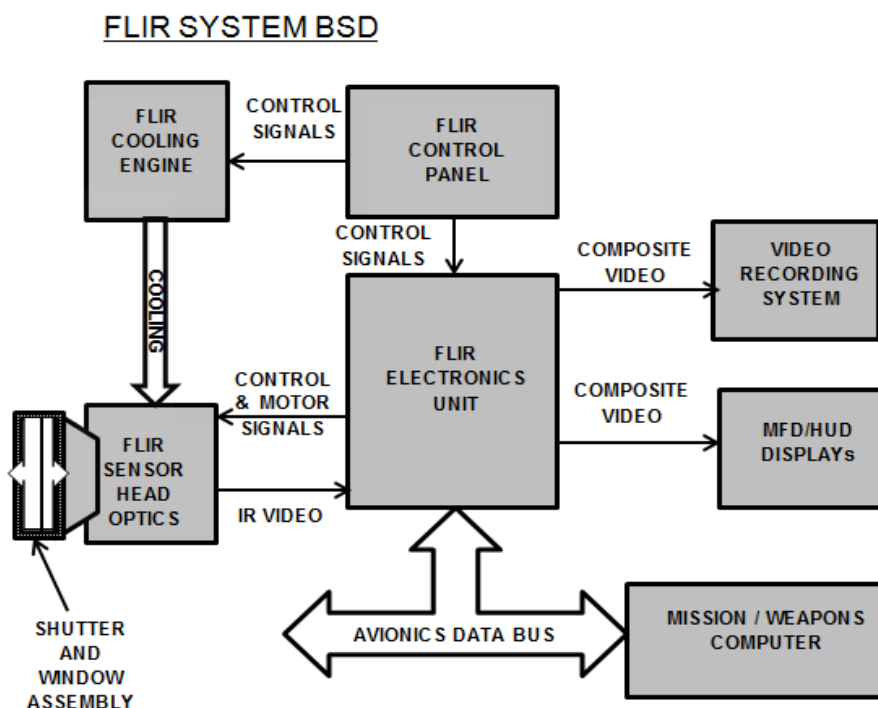 FLIR SYSTEM BSD
FLIR
COOLING
ENGINE
CONTROL
SIGNALS
FLIR
CONTROL
PANEL
CONTROL
SIGNALS
COMPOSITE
VIDEO
VIDEO
RECORDING
SYSTEM
COOLING
FLIR
ELECTRONICS
UNIT
CONTROL
& MOTOR
SIGNALS
COMPOSITE
VIDEO
MFD/HUD
DISPLAYs
FLIR
SENSOR
HEAD
OPTICS
IR VIDEO
AVIONICS DATA BUS
MISSION / WEAPONS
COMPUTER
SHUTTER
AND
WINDOW
ASSEMBLY